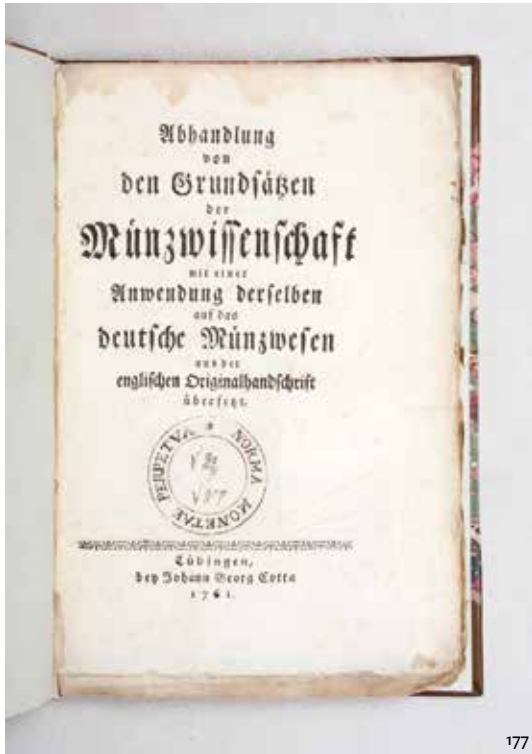 Abhandlung
von
den Grundsätzen
der
Münzwissenschaft
mit einer
Anwendung derselben
auf das
deutsche Münzwesen
aus der
englischen Originalhandschrift
übersetzt.
PERPETVA * NORMA MONETAE
Tübingen,
bey Johann Georg Cotta
1761.
177